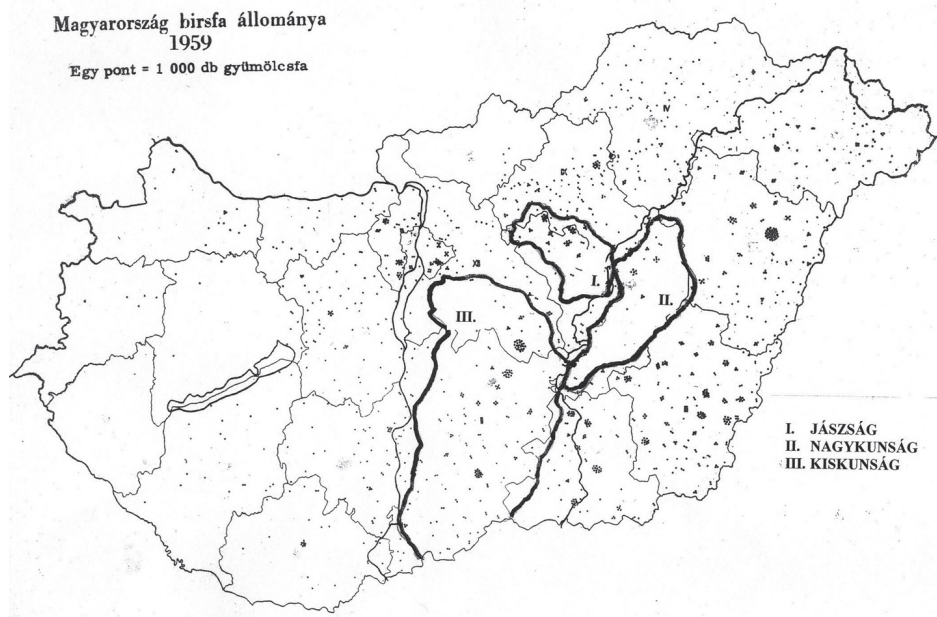 Magyarország birsfa állománya
1959
Egy pont = 1 000 db gyümölcsfa
I.
II.
III.
I. JÁSZSÁG
II. NAGYKUNSÁG
III. KISKUNSÁG